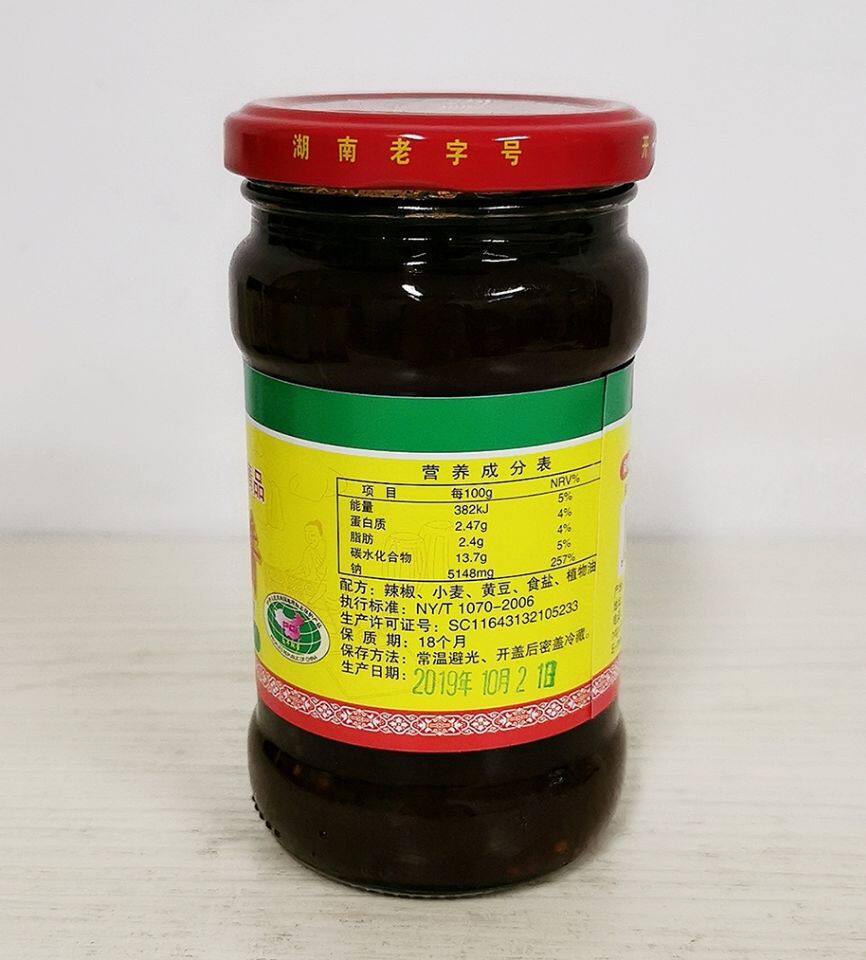 湖南老字号
开
品
营养成分表
项目 每100g NRV%
能量 382kJ 5%
蛋白质 2.47g 4%
脂肪 2.4g 4%
碳水化合物 13.7g 5%
钠 5148mg 257%
配方：辣椒、小麦、黄豆、食盐、植物油
执行标准：NY/T 1070-2006
生产许可证号：SC11643132105233
保质期：18个月
保存方法：常温避光、开盖后密盖冷藏。
生产日期：2019年10月21日